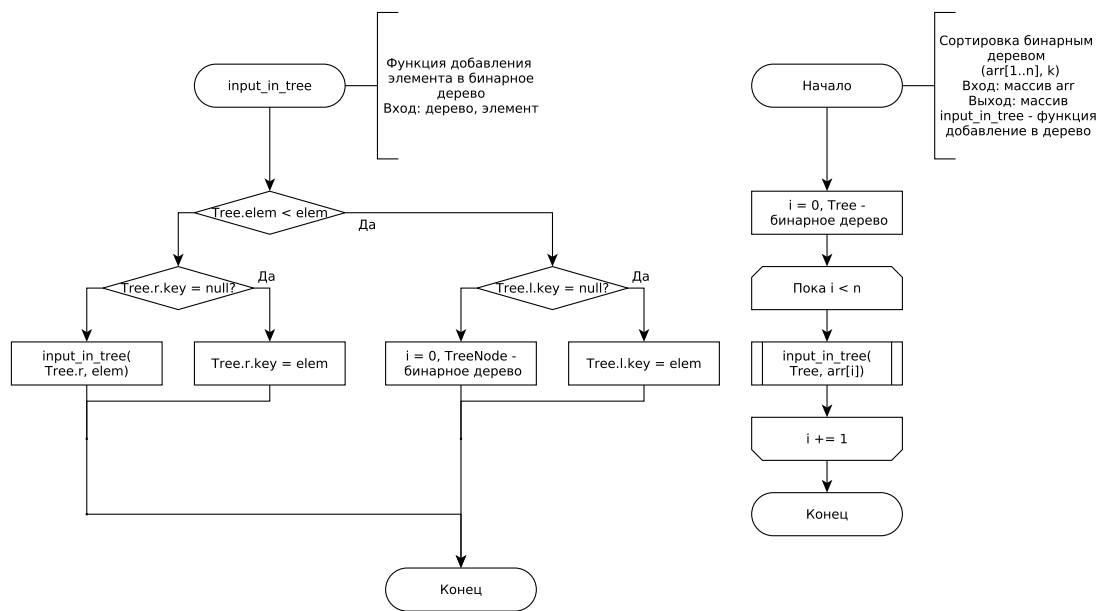 input_in_tree
Функция добавления
элемента в бинарное
дерево
Вход: дерево, элемент
Tree.elem < elem
Да
Tree.r.key = null?
Да
Tree.l.key = null?
Да
input_in_tree(
Tree.r, elem)
Tree.r.key = elem
i = 0, TreeNode -
бинарное дерево
Tree.l.key = elem
Конец
Начало
Сортировка бинарным
деревом
(arr[1..n], k)
Вход: массив arr
Выход: массив
input_in_tree - функция
добавление в дерево
i = 0, Tree -
бинарное дерево
Пока i < n
input_in_tree(
Tree, arr[i])
i += 1
Конец